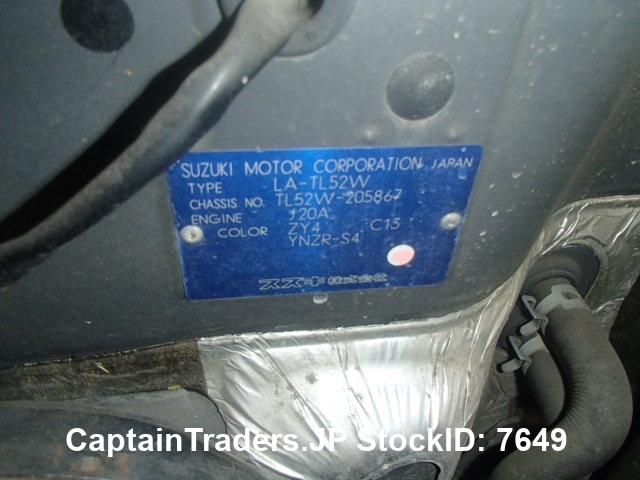 SUZUKI MOTOR CORPORATION JAPAN
TYPE LA-TL52W
CHASSIS NO. TL52W-205867
ENGINE J20A
COLOR ZY4 C13
YNZR-S4
スズキ株式会社
CaptainTraders.JP StockID: 7649